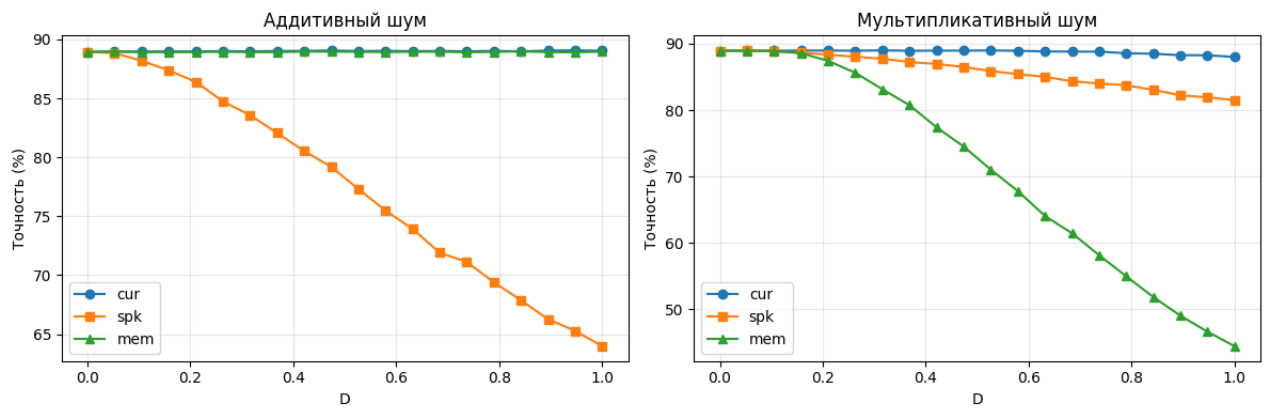 Аддитивный шум
Точность (%)
90
85
80
75
70
65
cur
spk
mem
0.0 0.2 0.4 0.6 0.8 1.0
D
Мультипликативный шум
Точность (%)
90
80
70
60
50
cur
spk
mem
0.0 0.2 0.4 0.6 0.8 1.0
D